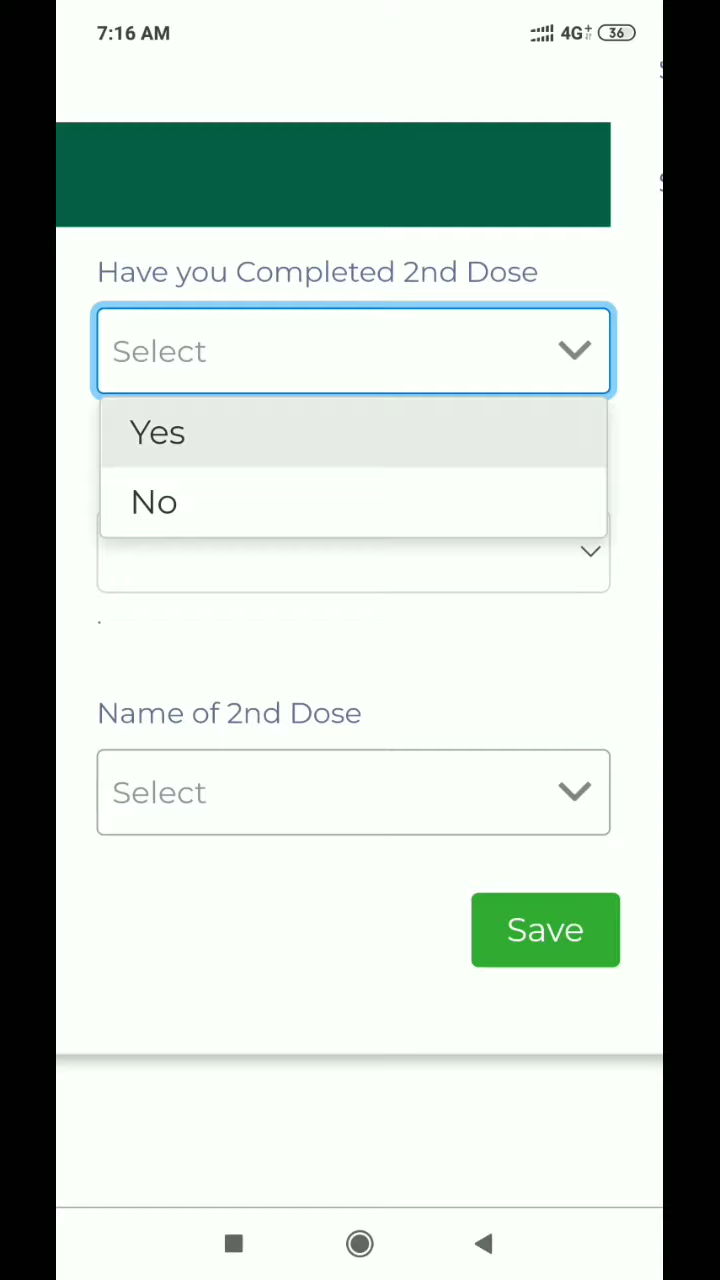 7:16 AM 4G+ 36
Have you Completed 2nd Dose
Select
Yes
No
.
Name of 2nd Dose
Select
Save